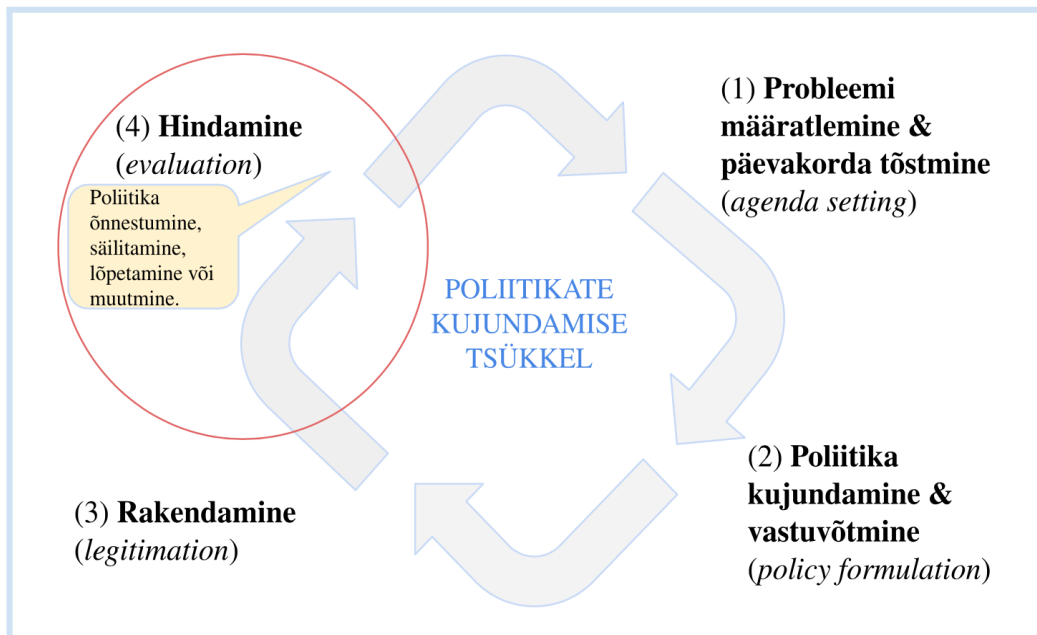 (1) Probleemi
määratlemine &
päevakorda tõstmine
(agenda setting)
(4) Hindamine
(evaluation)
Poliitika
õnnestumine,
säilitamine,
lõpetamine või
muutmine.
POLIITIKATE
KUJUNDAMISE
TSÜKKEL
(2) Poliitika
kujundamine &
vastuvõtmine
(policy formulation)
(3) Rakendamine
(legitimation)